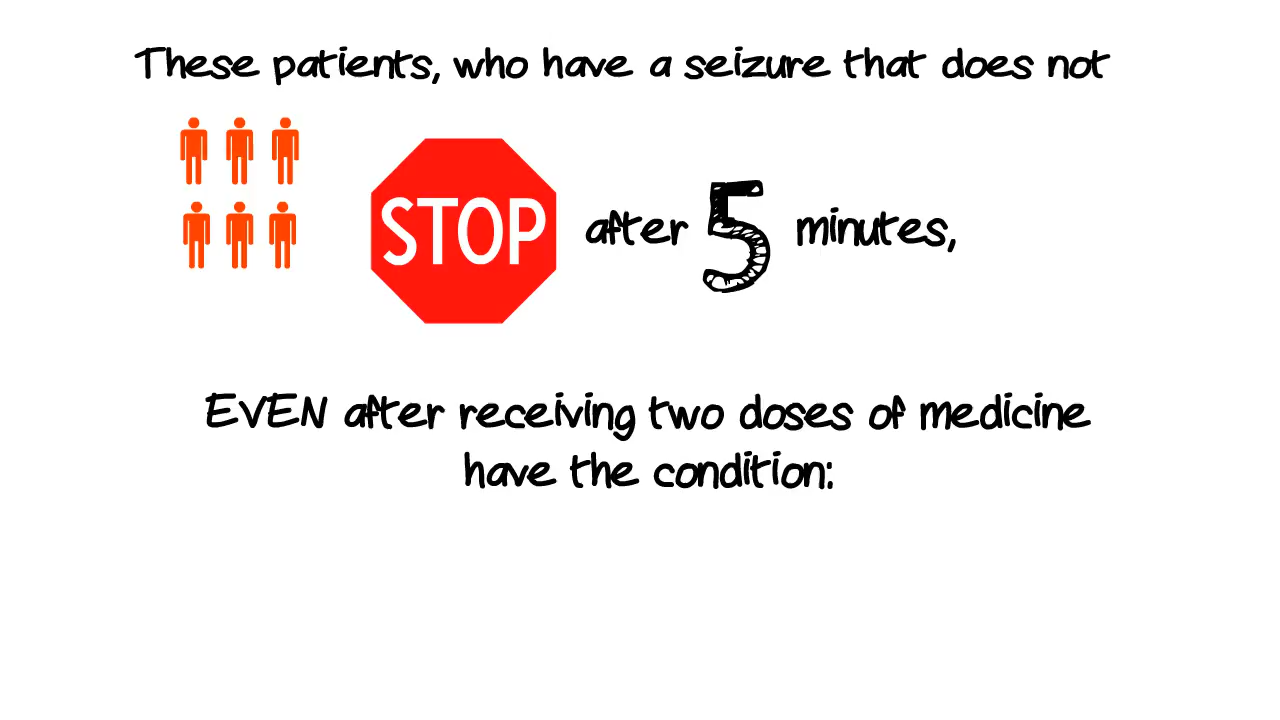 These patients, who have a seizure that does not
STOP after 5 minutes,
EVEN after receiving two doses of medicine
have the condition: